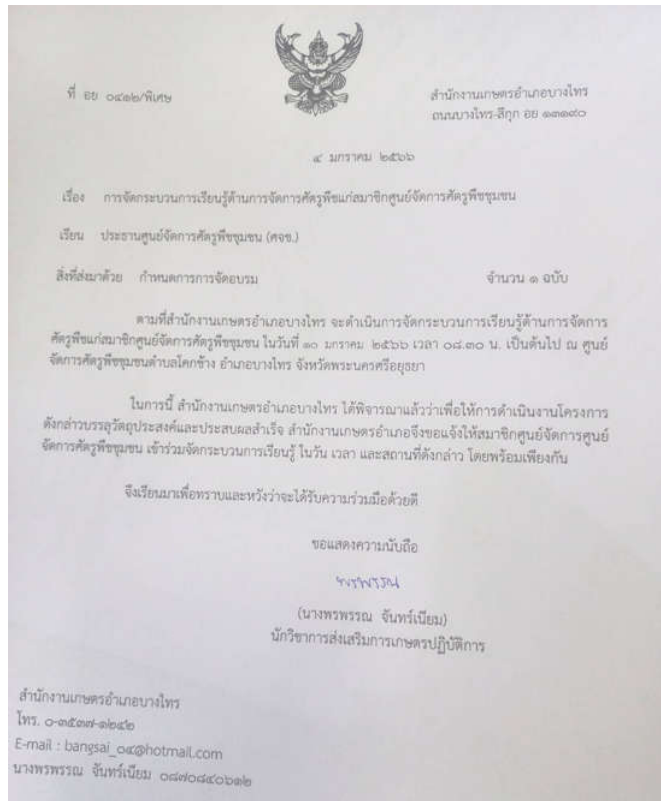 ที่ อย ๐๔๑๒/พิเศษ
สำนักงานเกษตรอำเภอบางไทร
ถนนบางไทร-สีกุก อย ๑๓๑๙๐
๔ มกราคม ๒๕๖๖
เรื่อง การจัดกระบวนการเรียนรู้ด้านการจัดการศัตรูพืชแก่สมาชิกศูนย์จัดการศัตรูพืชชุมชน
เรียน ประธานศูนย์จัดการศัตรูพืชชุมชน (ศจช.)
สิ่งที่ส่งมาด้วย กำหนดการการจัดอบรม จำนวน ๑ ฉบับ
ตามที่สำนักงานเกษตรอำเภอบางไทร จะดำเนินการจัดกระบวนการเรียนรู้ด้านการจัดการ
ศัตรูพืชแก่สมาชิกศูนย์จัดการศัตรูพืชชุมชน ในวันที่ ๑๐ มกราคม ๒๕๖๖ เวลา ๐๘.๓๐ น. เป็นต้นไป ณ ศูนย์
จัดการศัตรูพืชชุมชนตำบลโคกช้าง อำเภอบางไทร จังหวัดพระนครศรีอยุธยา
ในการนี้ สำนักงานเกษตรอำเภอบางไทร ได้พิจารณาแล้วว่าเพื่อให้การดำเนินงานโครงการ
ดังกล่าวบรรลุวัตถุประสงค์และประสบผลสำเร็จ สำนักงานเกษตรอำเภอจึงขอแจ้งให้สมาชิกศูนย์จัดการศูนย์
จัดการศัตรูพืชชุมชน เข้าร่วมจัดกระบวนการเรียนรู้ ในวัน เวลา และสถานที่ดังกล่าว โดยพร้อมเพียงกัน
จึงเรียนมาเพื่อทราบและหวังว่าจะได้รับความร่วมมือด้วยดี
ขอแสดงความนับถือ
พรพรรณ
(นางพรพรรณ จันทร์เนียม)
นักวิชาการส่งเสริมการเกษตรปฏิบัติการ
สำนักงานเกษตรอำเภอบางไทร
โทร. ๐-๓๕๓๗-๑๒๔๒
E-mail : bangsai_๐๔@hotmail.com
นางพรพรรณ จันทร์เนียม ๐๘๗๐๘๔๐๖๑๒